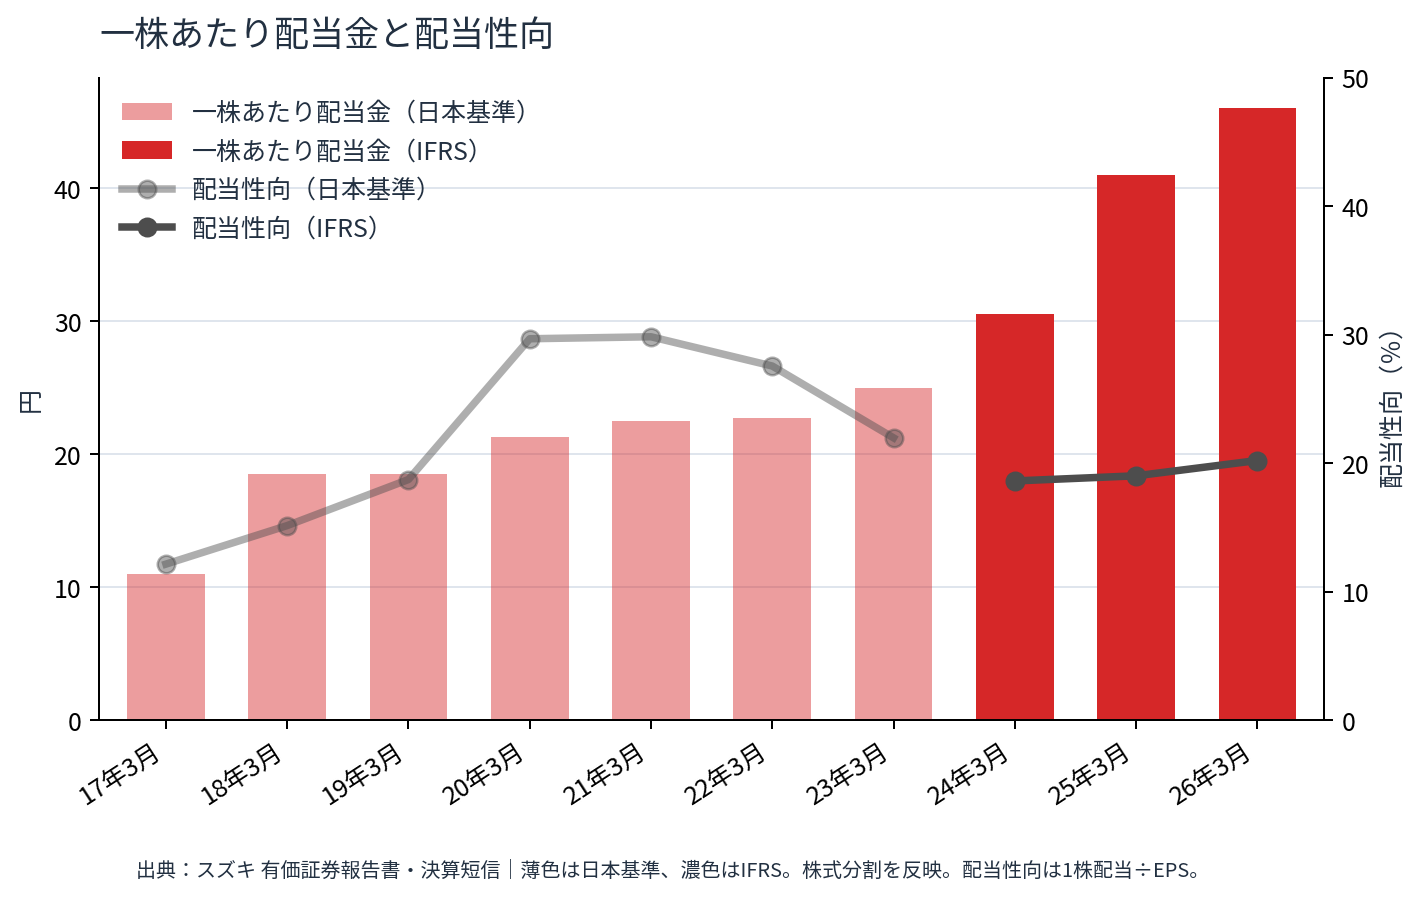 一株あたり配当金と配当性向
一株あたり配当金（日本基準）
一株あたり配当金（IFRS）
配当性向（日本基準）
配当性向（IFRS）
円
40
30
20
10
0
配当性向（%）
50
40
30
20
10
0
17年3月
18年3月
19年3月
20年3月
21年3月
22年3月
23年3月
24年3月
25年3月
26年3月
出典：スズキ 有価証券報告書・決算短信｜薄色は日本基準、濃色はIFRS。株式分割を反映。配当性向は1株配当÷EPS。